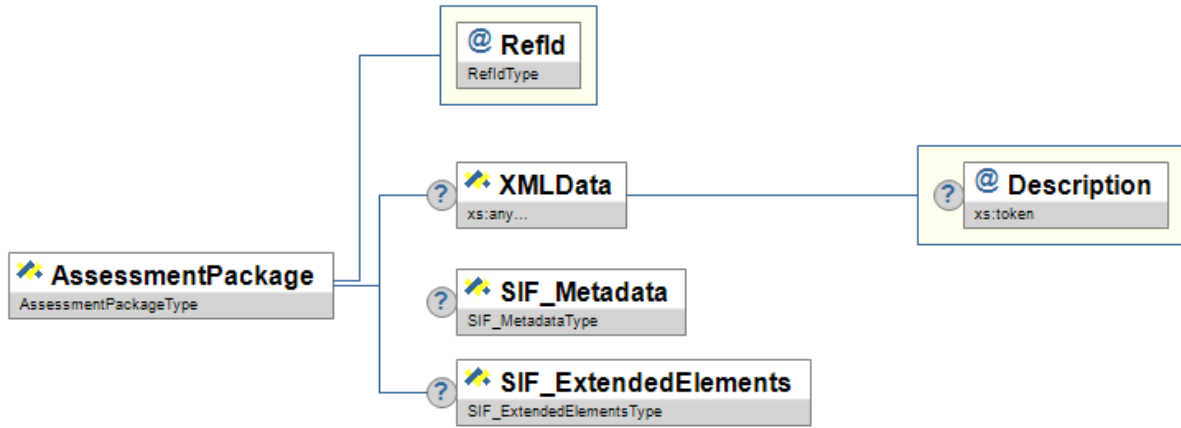 @ RefId
RefIdType
? XMLData
xs:any...
? @ Description
xs:token
AssessmentPackage
AssessmentPackageType
? SIF_Metadata
SIF_MetadataType
? SIF_ExtendedElements
SIF_ExtendedElementsType